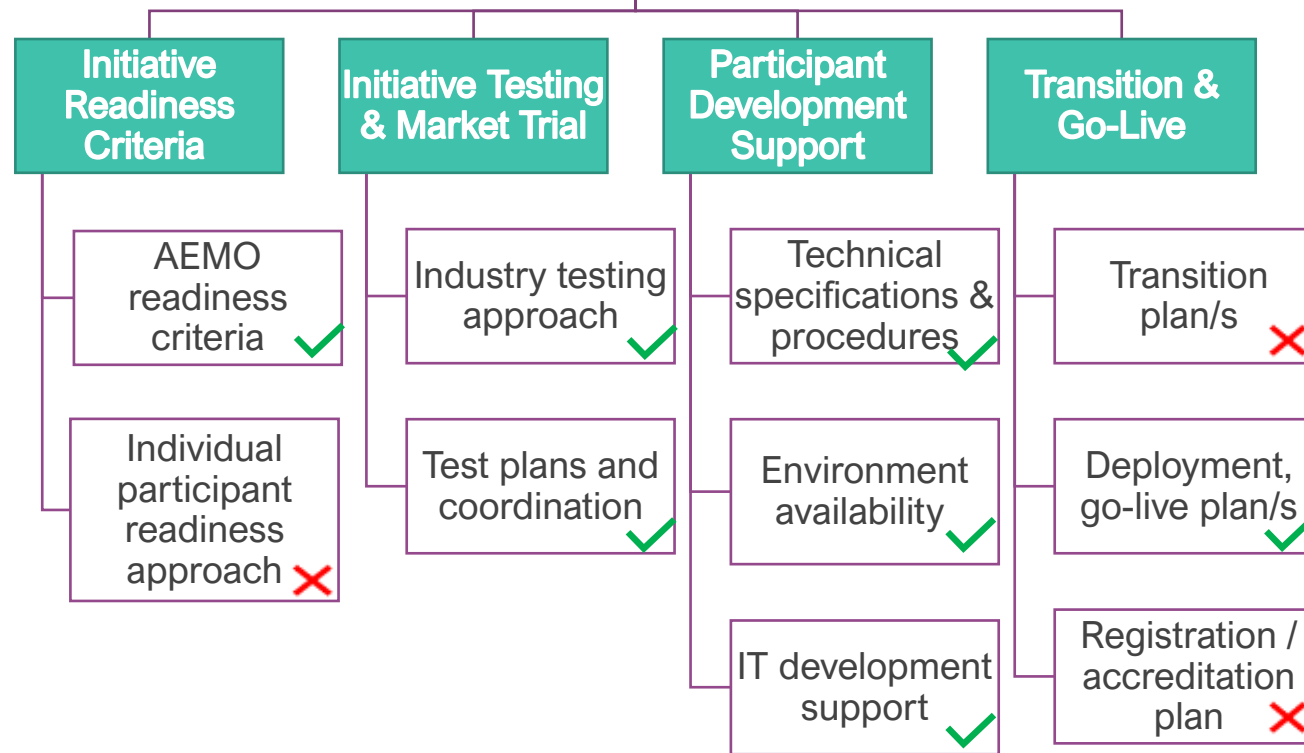 Initiative
Readiness
Criteria
Initiative Testing
& Market Trial
Participant
Development
Support
Transition &
Go-Live
AEMO
readiness
criteria
Individual
participant
readiness
approach
Industry testing
approach
Test plans and
coordination
Technical
specifications &
procedures
Environment
availability
IT development
support
Transition
plan/s
Deployment,
go-live plan/s
Registration /
accreditation
plan